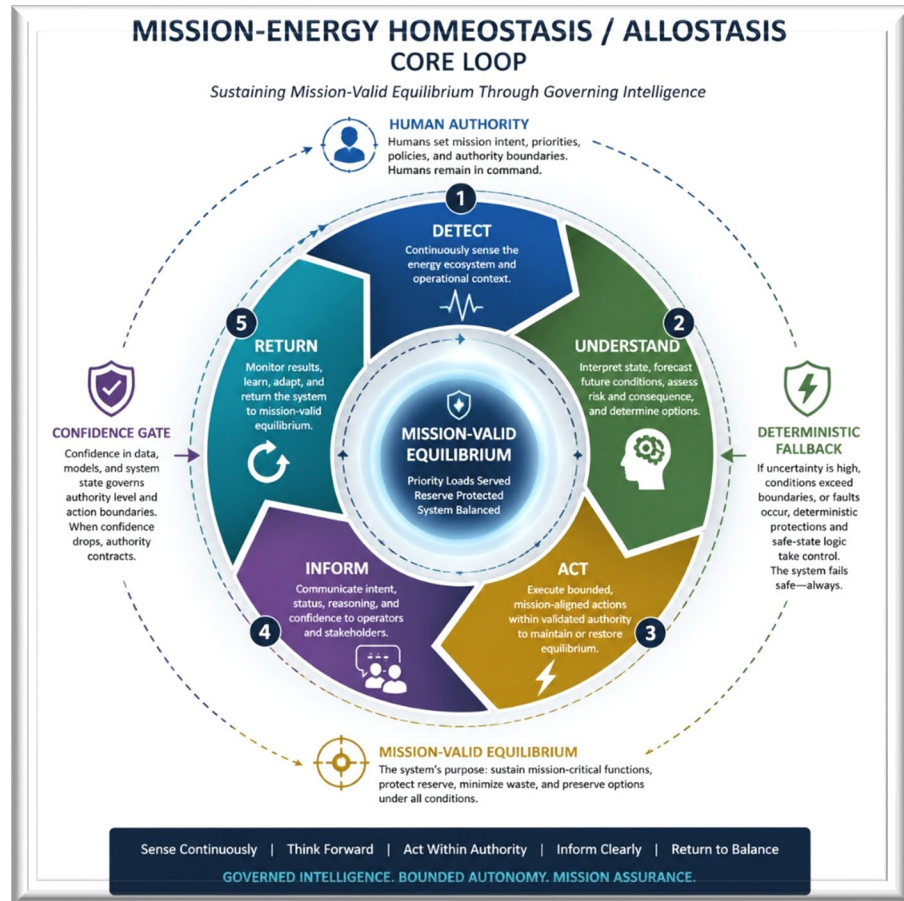 MISSION-ENERGY HOMEOSTASIS / ALLOSTASIS
CORE LOOP
Sustaining Mission-Valid Equilibrium Through Governing Intelligence
HUMAN AUTHORITY
Humans set mission intent, priorities,
policies, and authority boundaries.
Humans remain in command.
1
DETECT
Continuously sense the
energy ecosystem and
operational context.
2
UNDERSTAND
Interpret state, forecast
future conditions, assess
risk and consequence,
and determine options.
3
ACT
Execute bounded,
mission-aligned actions
within validated authority
to maintain or restore
equilibrium.
4
INFORM
Communicate intent,
status, reasoning, and
confidence to operators
and stakeholders.
5
RETURN
Monitor results,
learn, adapt, and
return the system
to mission-valid
equilibrium.
MISSION-VALID
EQUILIBRIUM
Priority Loads Served
Reserve Protected
System Balanced
CONFIDENCE GATE
Confidence in data,
models, and system
state governs
authority level and
action boundaries.
When confidence
drops, authority
contracts.
DETERMINISTIC
FALLBACK
If uncertainty is high,
conditions exceed
boundaries, or faults
occur, deterministic
protections and
safe-state logic
take control.
The system fails
safe—always.
MISSION-VALID EQUILIBRIUM
The system's purpose: sustain mission-critical functions,
protect reserve, minimize waste, and preserve options
under all conditions.
Sense Continuously | Think Forward | Act Within Authority | Inform Clearly | Return to Balance
GOVERNED INTELLIGENCE. BOUNDED AUTONOMY. MISSION ASSURANCE.